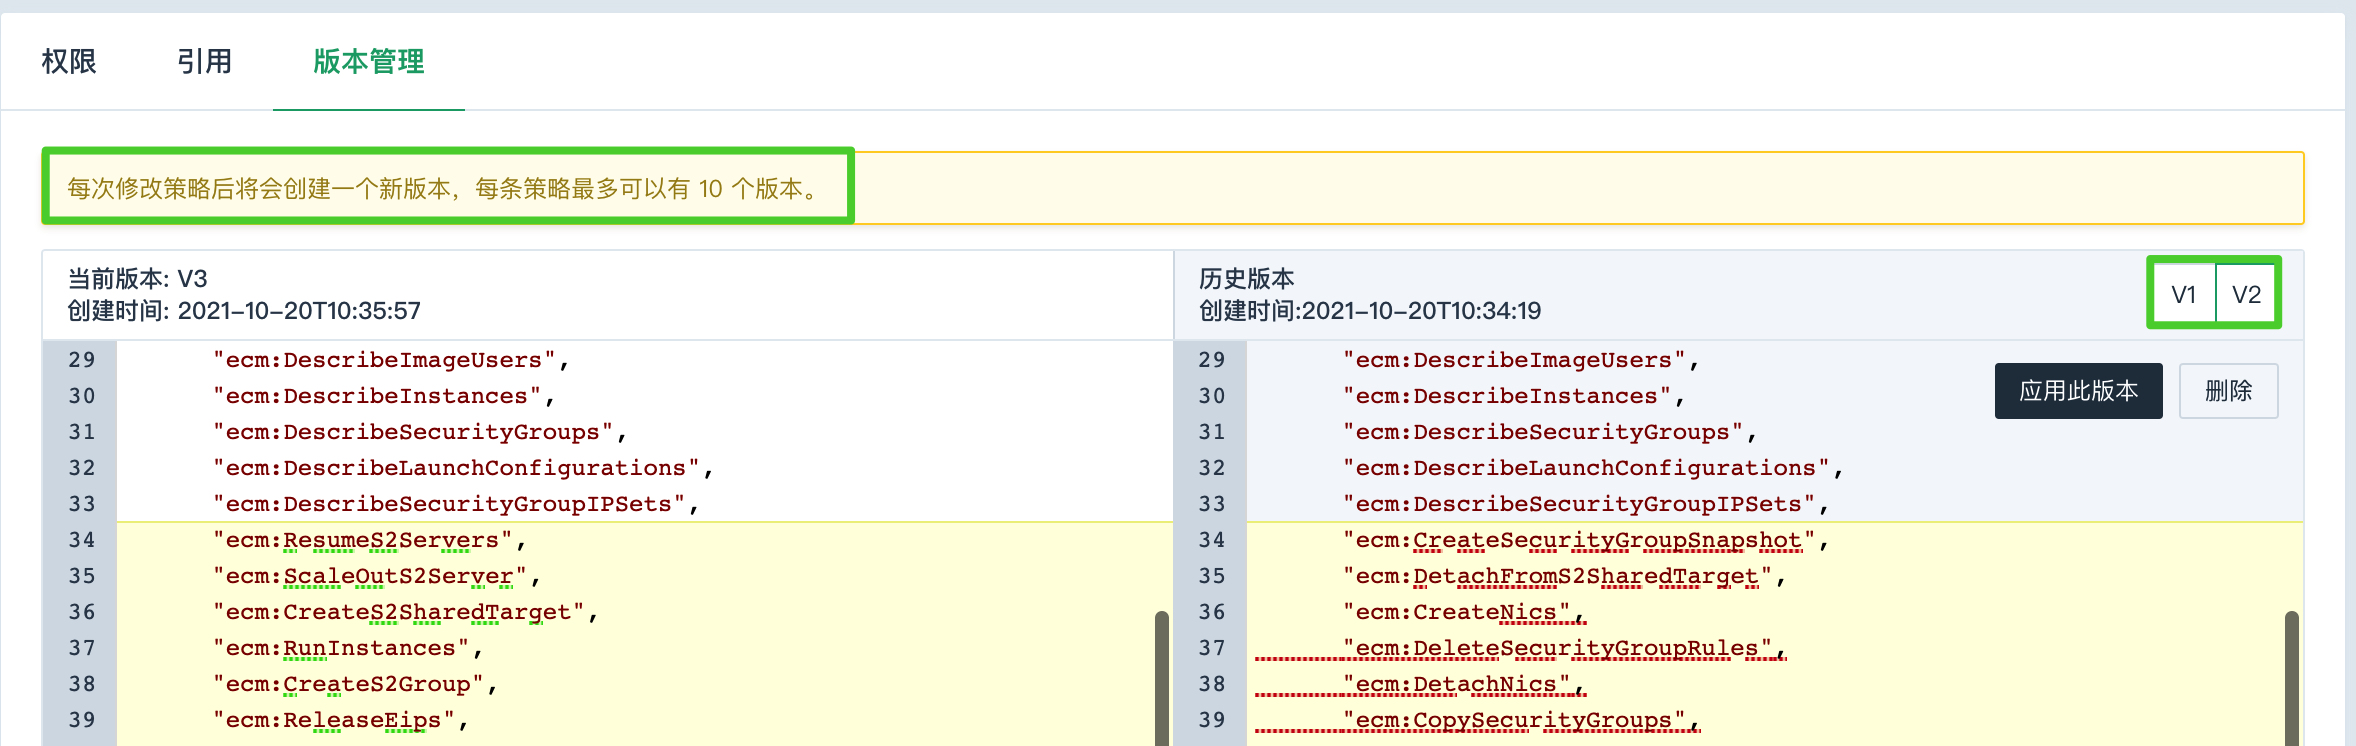 权限 引用 版本管理
每次修改策略后将会创建一个新版本，每条策略最多可以有 10 个版本。
当前版本: V3
创建时间: 2021-10-20T10:35:57
历史版本
创建时间:2021-10-20T10:34:19
V1 V2
29 "ecm:DescribeImageUsers",
30 "ecm:DescribeInstances",
31 "ecm:DescribeSecurityGroups",
32 "ecm:DescribeLaunchConfigurations",
33 "ecm:DescribeSecurityGroupIPSets",
34 "ecm:ResumeS2Servers",
35 "ecm:ScaleOutS2Server",
36 "ecm:CreateS2SharedTarget",
37 "ecm:RunInstances",
38 "ecm:CreateS2Group",
39 "ecm:ReleaseEips",
29 "ecm:DescribeImageUsers",
30 "ecm:DescribeInstances",
31 "ecm:DescribeSecurityGroups",
32 "ecm:DescribeLaunchConfigurations",
33 "ecm:DescribeSecurityGroupIPSets",
34 "ecm:CreateSecurityGroupSnapshot",
35 "ecm:DetachFromS2SharedTarget",
36 "ecm:CreateNics",
37 "ecm:DeleteSecurityGroupRules",
38 "ecm:DetachNics",
39 "ecm:CopySecurityGroups",
应用此版本 删除